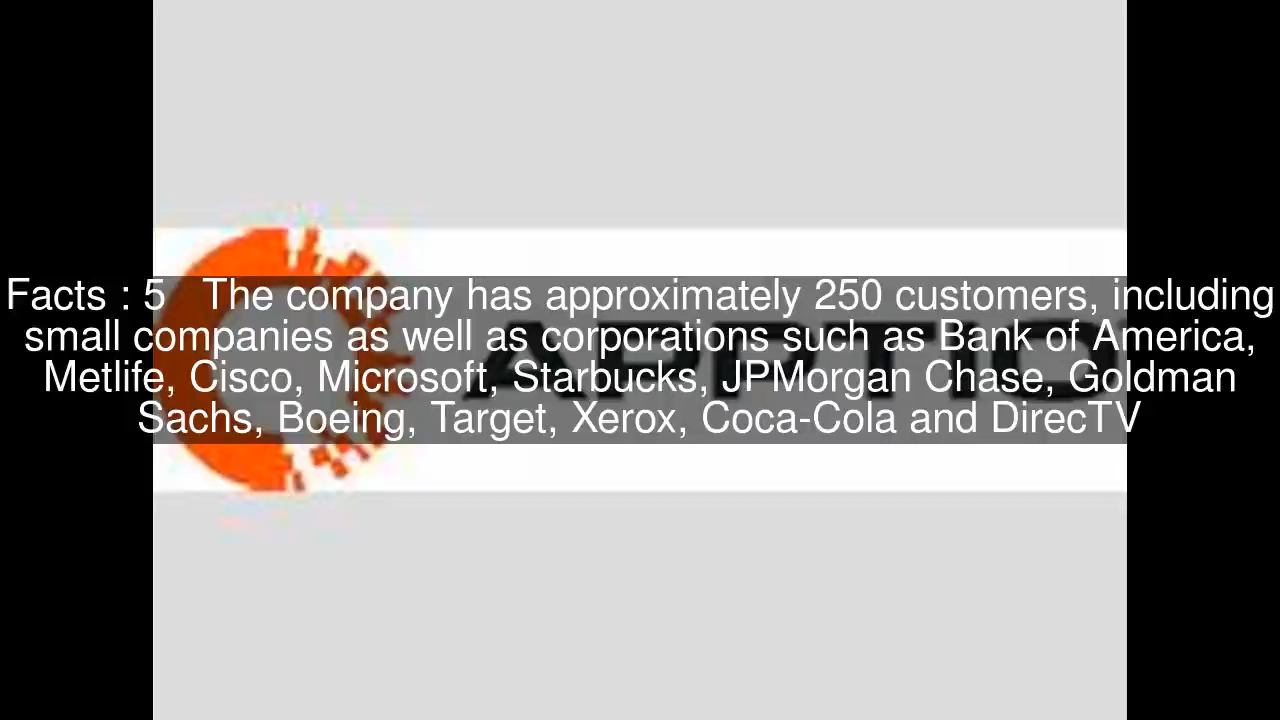 Facts : 5 The company has approximately 250 customers, including
small companies as well as corporations such as Bank of America,
Metlife, Cisco, Microsoft, Starbucks, JPMorgan Chase, Goldman
Sachs, Boeing, Target, Xerox, Coca-Cola and DirecTV
APPTIO